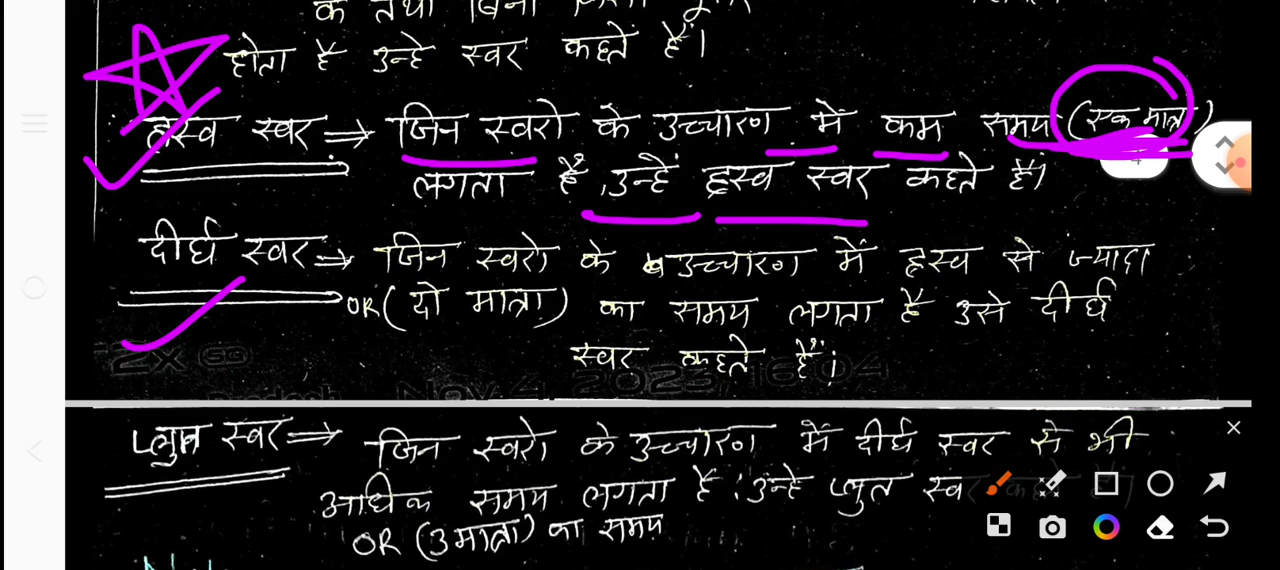 के तथा बिना किसी
होता है उन्हे स्वर कहते हैं।
ह्रस्व स्वर ⇒ जिन स्वरो के उच्चारण में कम समय (एक मात्रा)
लगता है, उन्हें ह्रस्व स्वर कहते हैं।
दीर्घ स्वर ⇒ जिन स्वरो के उच्चारण में ह्रस्व से ज्यादा
OR (दो मात्रा) का समय लगता है उसे दीर्घ
स्वर कहते हैं।
प्लुत स्वर ⇒ जिन स्वरो के उच्चारण में दीर्घ स्वर से भी
अधिक समय लगता है। उन्हे प्लुत स्वर
OR (3 मात्रा) का समय